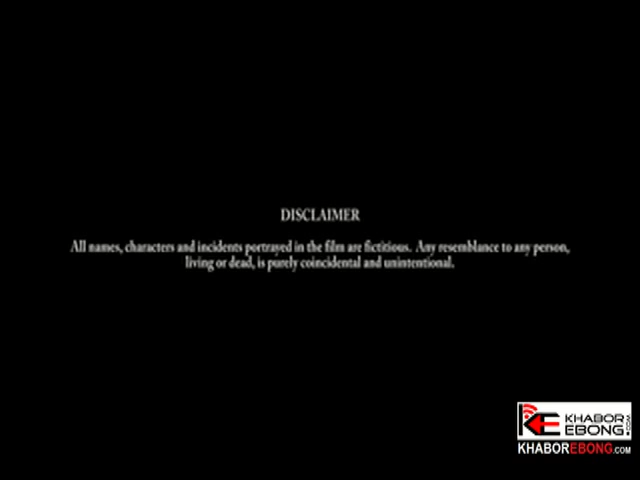 DISCLAIMER
All names, characters and incidents portrayed in the film are fictitious. Any resemblance to any person,
living or dead, is purely coincidental and unintentional.
KHABOR
EBONG.com
KHABOREBONG.com